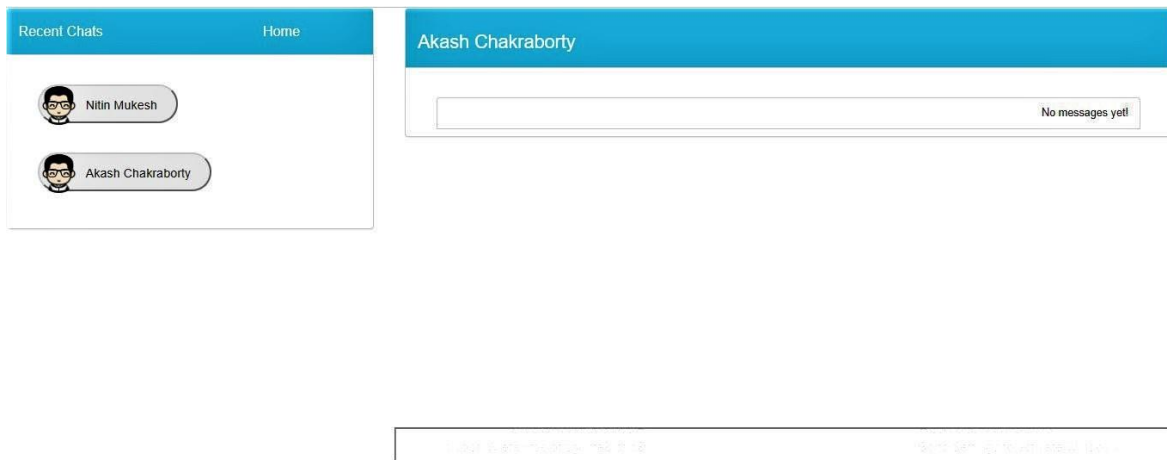 Recent Chats
Home
Nitin Mukesh
Akash Chakraborty
Akash Chakraborty
No messages yet!